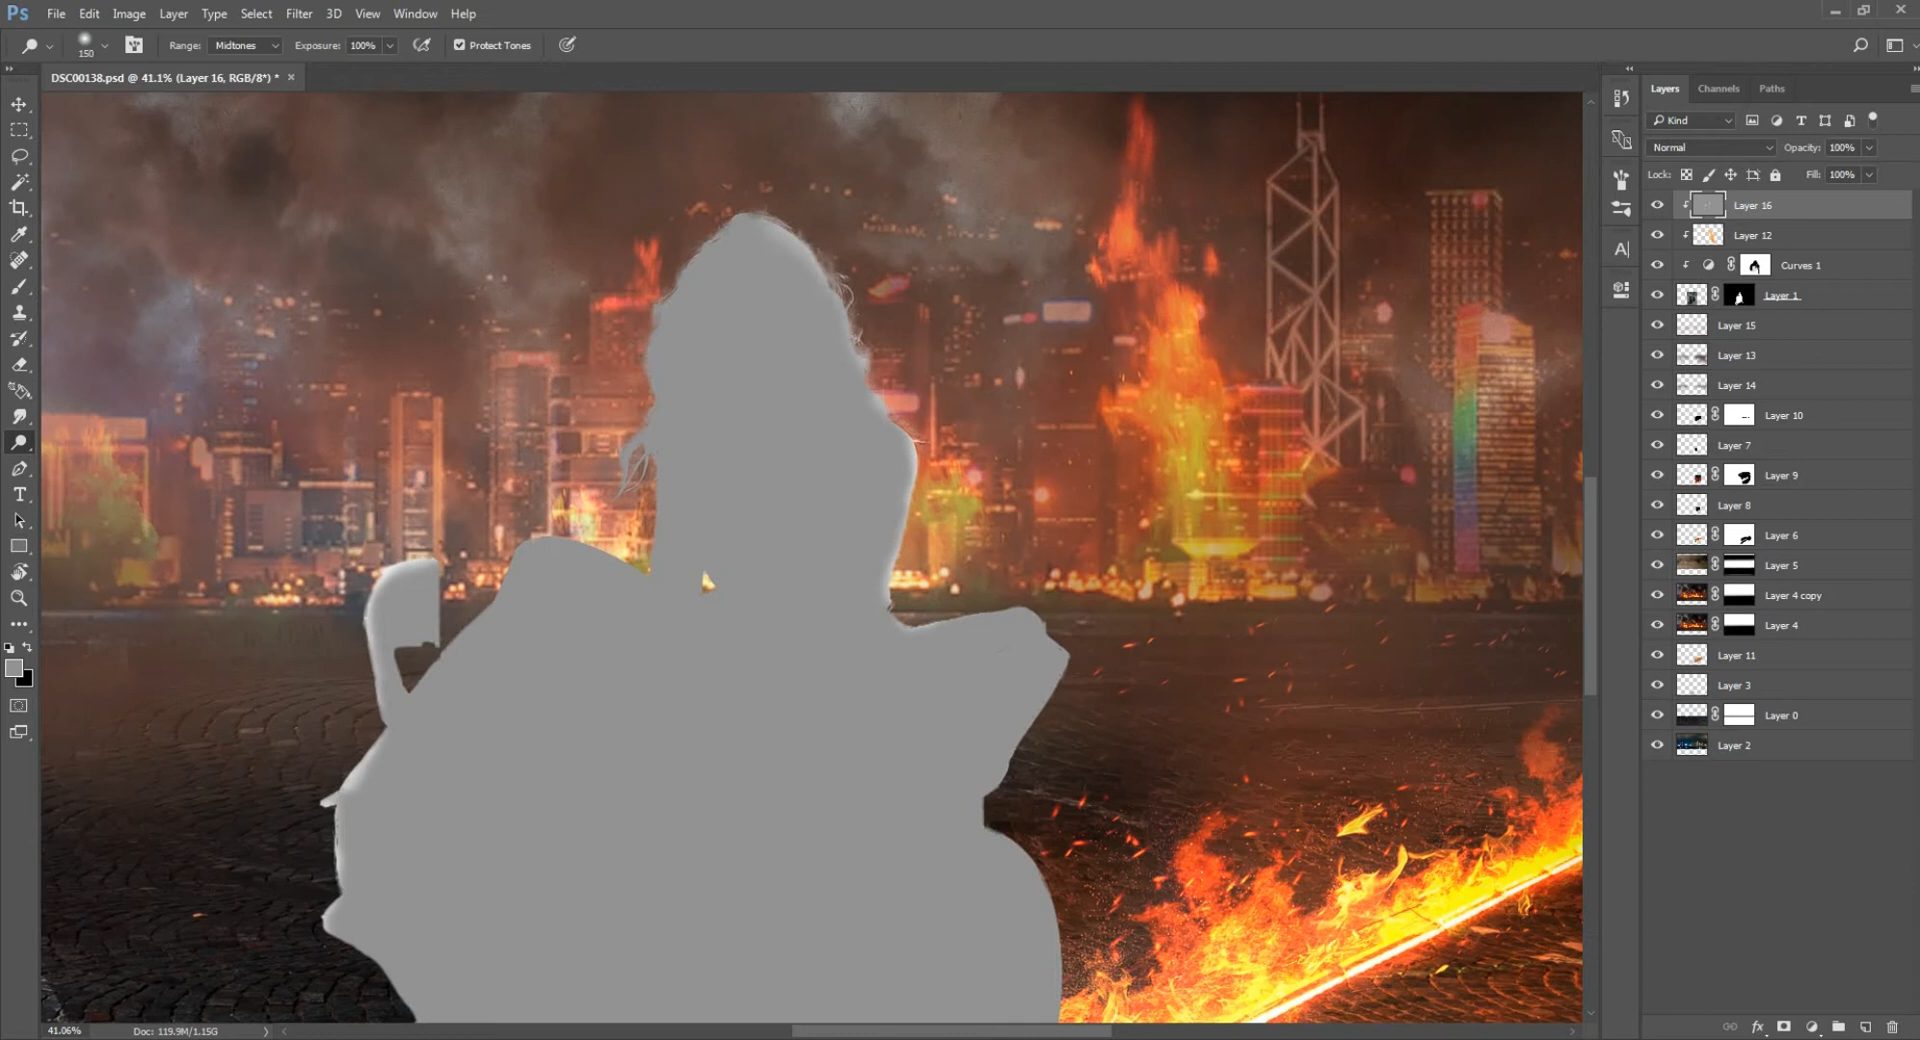 Ps File Edit Image Layer Type Select Filter 3D View Window Help
150 Range: Midtones Exposure: 100% Protect Tones
DSC00138.psd @ 41.1% (Layer 16, RGB/8*) * ×
Layers Channels Paths
Kind
Normal Opacity: 100%
Lock: Fill: 100%
Layer 16
Layer 12
Curves 1
Layer 1
Layer 15
Layer 13
Layer 14
Layer 10
Layer 7
Layer 9
Layer 8
Layer 6
Layer 5
Layer 4 copy
Layer 4
Layer 11
Layer 3
Layer 0
Layer 2
41.06% Doc: 119.9M/1.15G